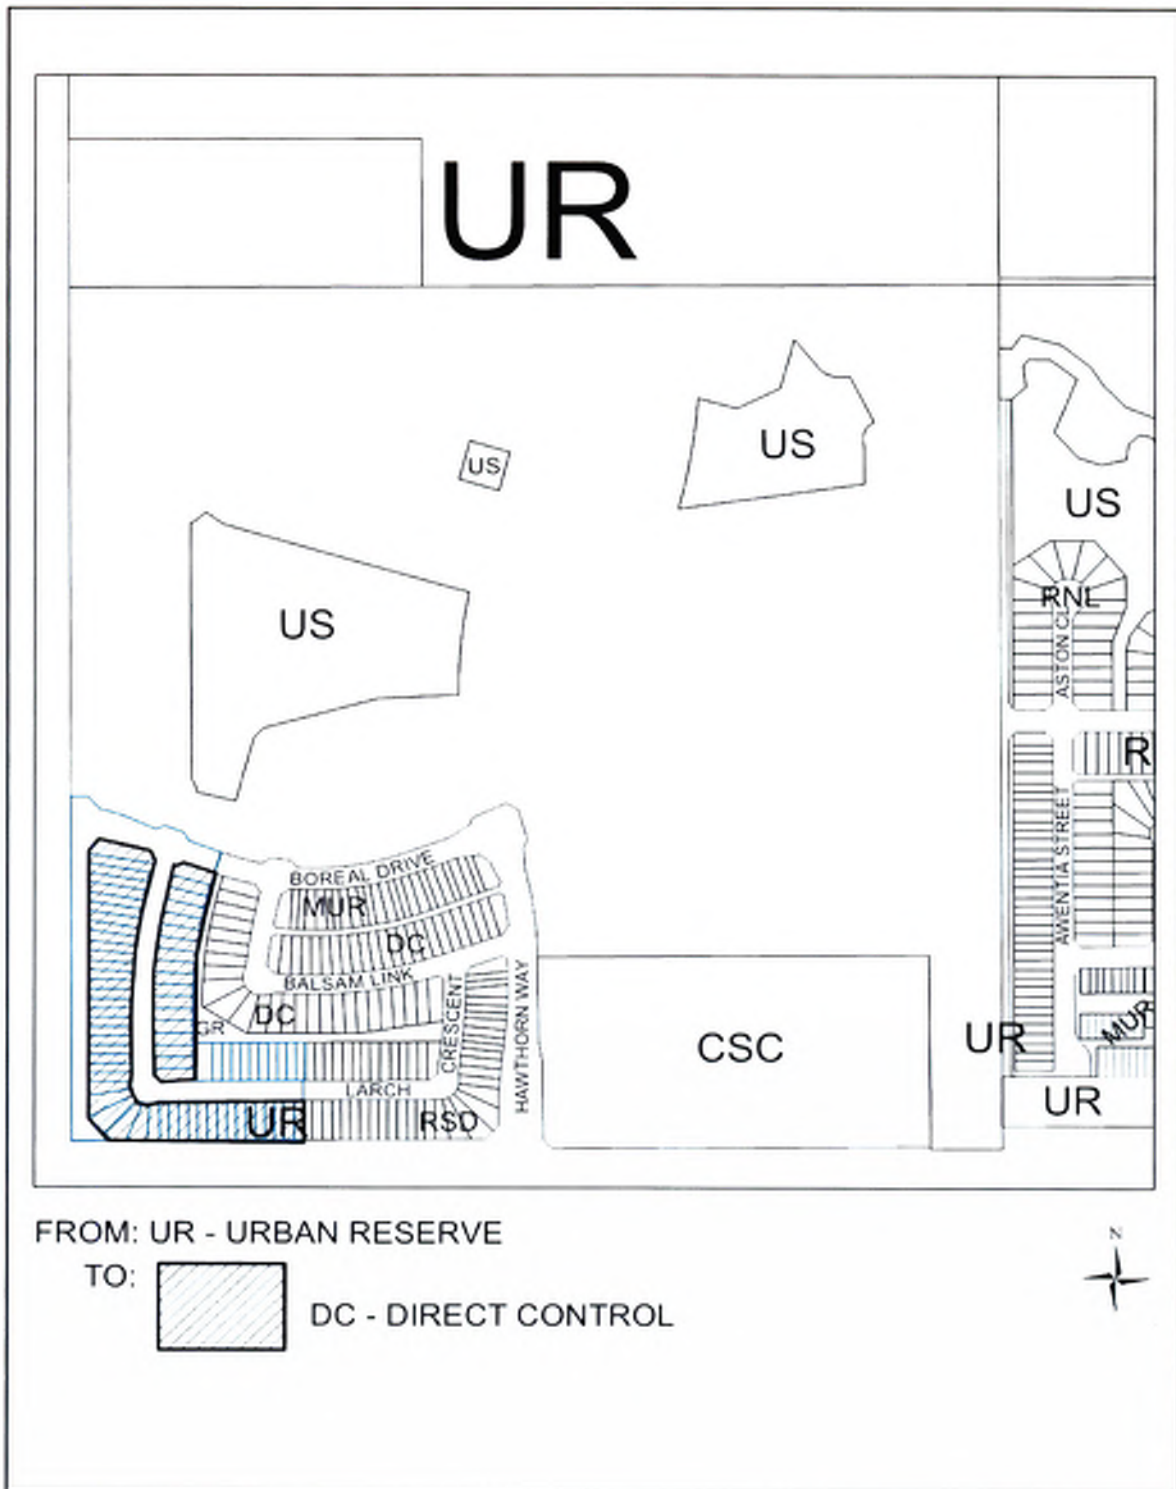 UR
US
US
US
US
RNL
ASTON CL
R
AWENTIA STREET
BOREAL DRIVE
MUR
DC
BALSAM LINK
DC
GR
CRESCENT
HAWTHORN WAY
LARCH
UR
RSD
CSC
UR
MUR
UR
FROM: UR - URBAN RESERVE
TO:
DC - DIRECT CONTROL
N